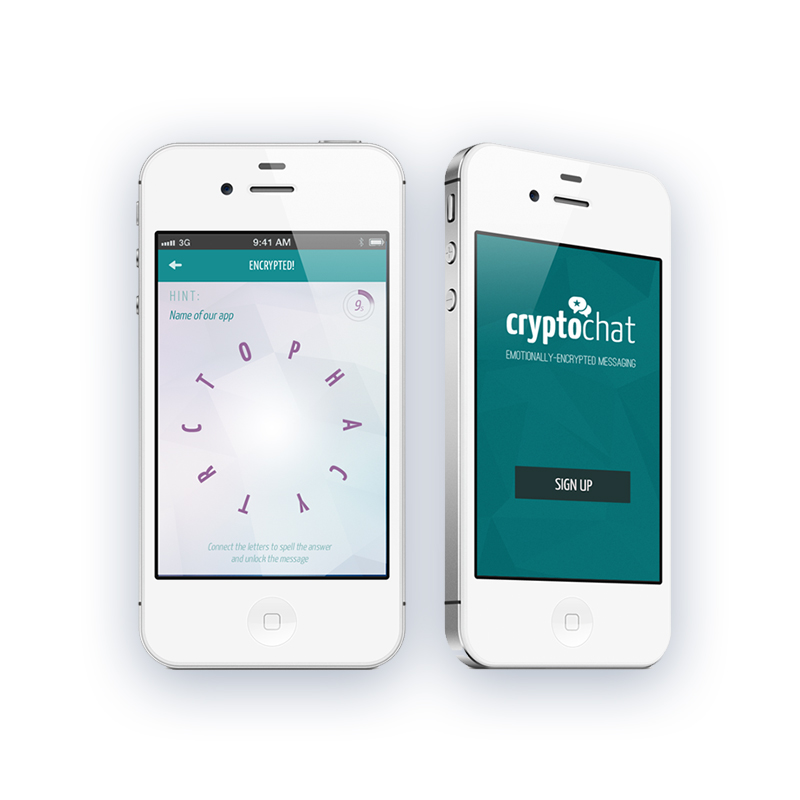 3G 9:41 AM
ENCRYPTED!
HINT:
Name of our app
9s
O P H A C Y T R C T
Connect the letters to spell the answer
and unlock the message
cryptochat
EMOTIONALLY-ENCRYPTED MESSAGING
SIGN UP